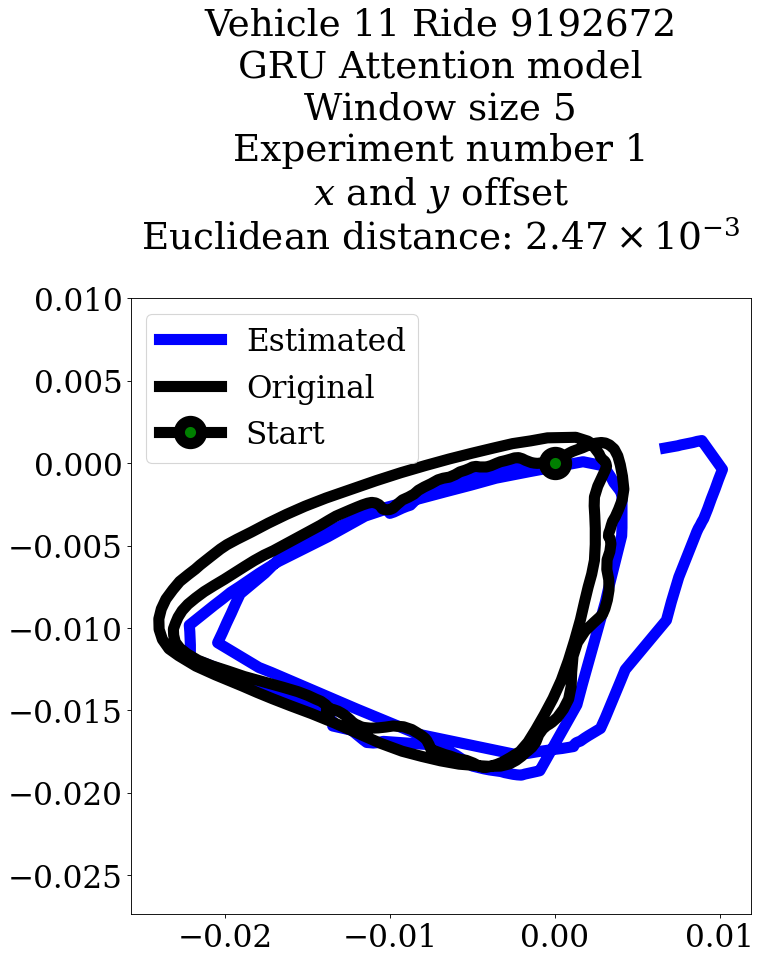 Vehicle 11 Ride 9192672
GRU Attention model
Window size 5
Experiment number 1
x and y offset
Euclidean distance: 2.47 × 10⁻³
0.010
0.005
0.000
−0.005
−0.010
−0.015
−0.020
−0.025
Estimated
Original
Start
−0.02
−0.01
0.00
0.01